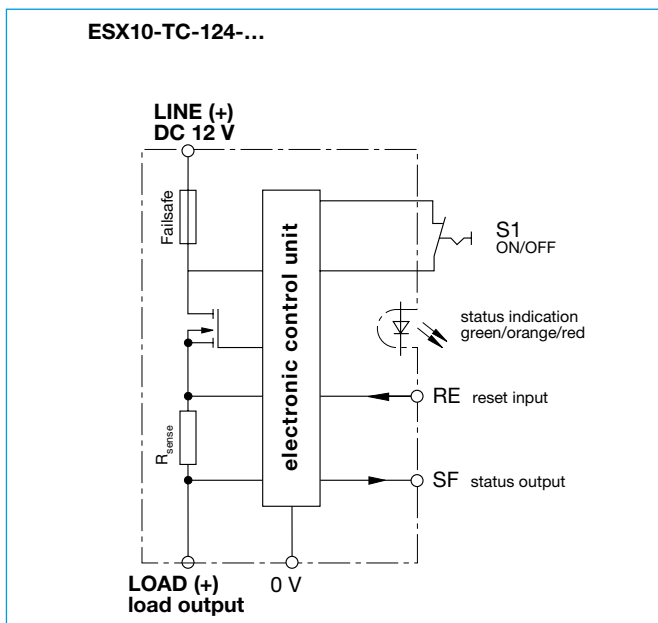 ESX10-TC-124-...
LINE (+)
DC 12 V
Failsafe
electronic control unit
S1
ON/OFF
status indication
green/orange/red
RE reset input
Rsense
SF status output
LOAD (+)
load output
0 V